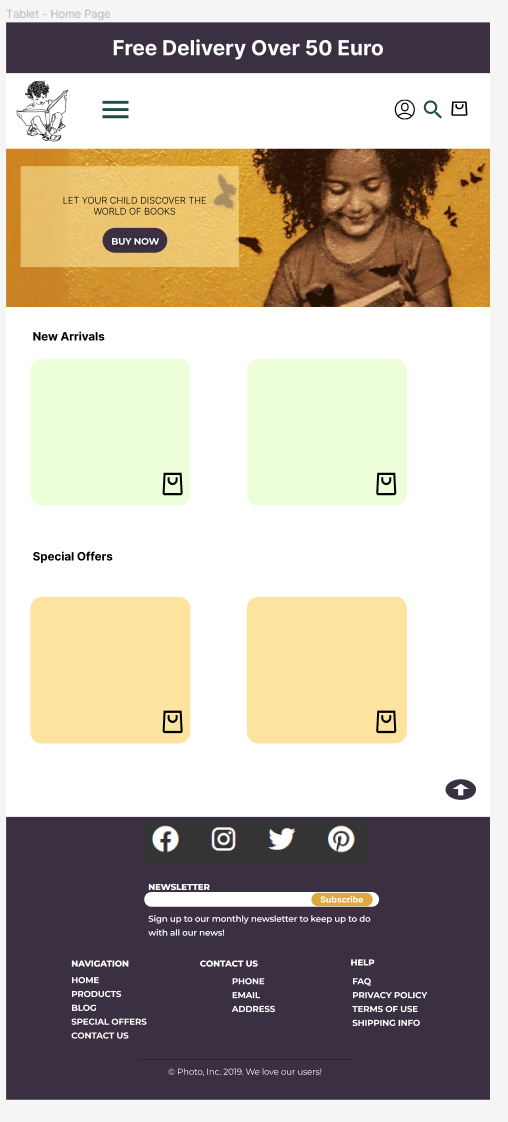 Tablet - Home Page
Free Delivery Over 50 Euro
LET YOUR CHILD DISCOVER THE
WORLD OF BOOKS
BUY NOW
New Arrivals
Special Offers
NEWSLETTER
Subscribe
Sign up to our monthly newsletter to keep up to do
with all our news!
NAVIGATION
HOME
PRODUCTS
BLOG
SPECIAL OFFERS
CONTACT US
CONTACT US
PHONE
EMAIL
ADDRESS
HELP
FAQ
PRIVACY POLICY
TERMS OF USE
SHIPPING INFO
© Photo, Inc. 2019. We love our users!